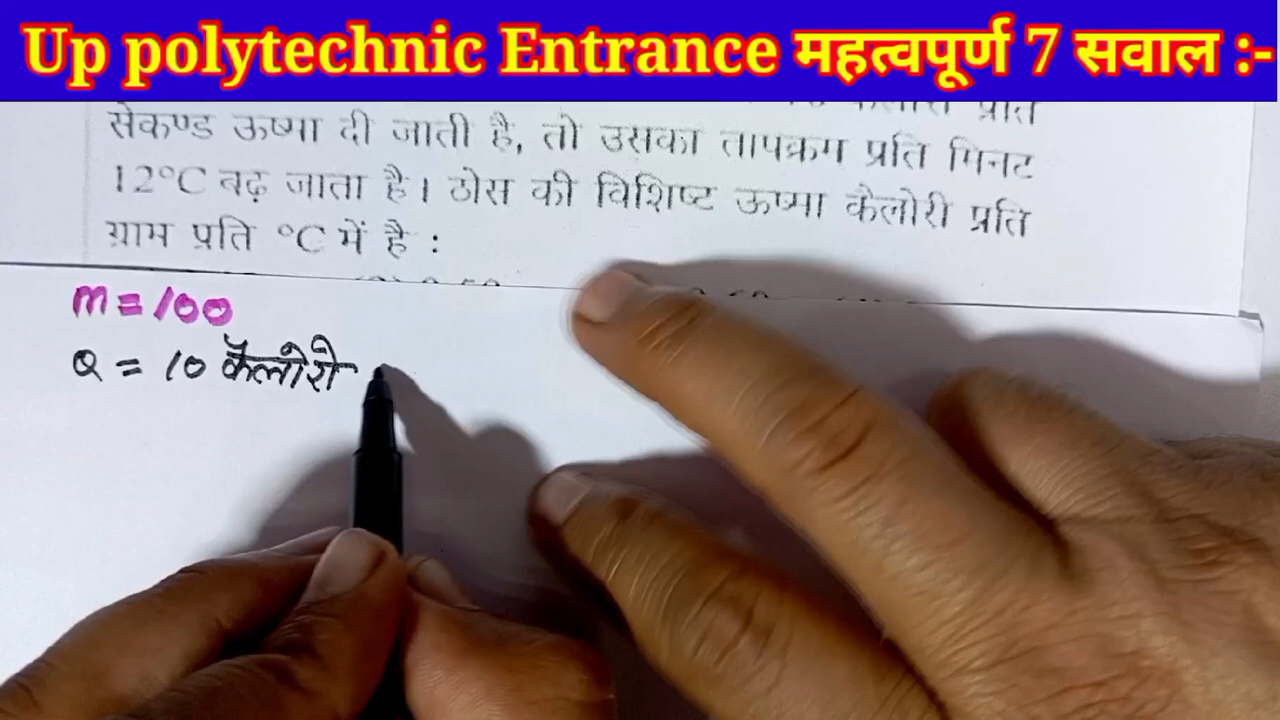 Up polytechnic Entrance महत्वपूर्ण 7 सवाल :-
कैलोरी प्रति
सेकण्ड ऊष्मा दी जाती है, तो उसका तापक्रम प्रति मिनट
12°C बढ़ जाता है। ठोस की विशिष्ट ऊष्मा कैलोरी प्रति
ग्राम प्रति °C में है :
m = 100
Q = 10 कैलोरी